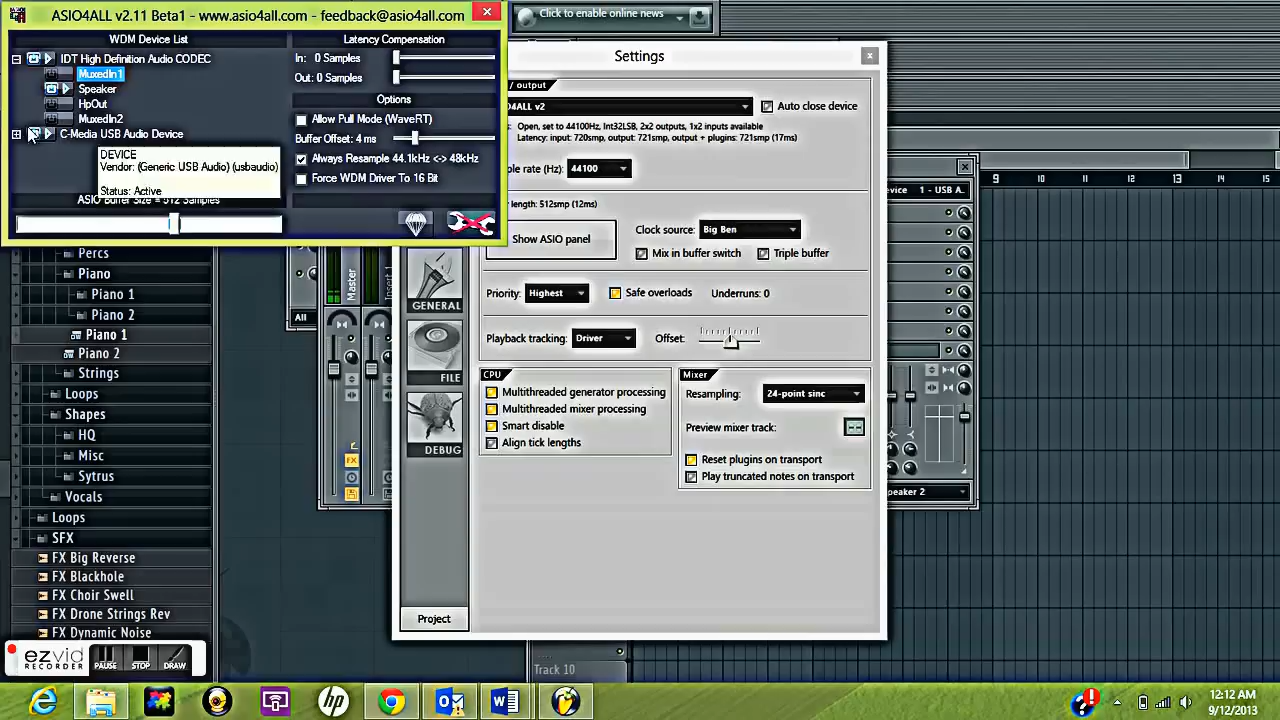 ASIO4ALL v2.11 Beta1 - www.asio4all.com - feedback@asio4all.com
WDM Device List
IDT High Definition Audio CODEC
MuxedIn1
Speaker
HpOut
MuxedIn2
C-Media USB Audio Device
DEVICE
Vendor: (Generic USB Audio) (usbaudio)
Status: Active
ASIO Buffer Size = 512 Samples
Latency Compensation
In: 0 Samples
Out: 0 Samples
Options
Allow Pull Mode (WaveRT)
Buffer Offset: 4 ms
Always Resample 44.1kHz <-> 48kHz
Force WDM Driver To 16 Bit
Click to enable online news
Settings
/ output
O4ALL v2
Auto close device
Open, set to 44100Hz, Int32LSB, 2x2 outputs, 1x2 inputs available
Latency: input: 720smp, output: 721smp, output + plugins: 721smp (17ms)
ple rate (Hz): 44100
r length: 512smp (12ms)
Show ASIO panel
Clock source: Big Ben
Mix in buffer switch
Triple buffer
Priority: Highest
Safe overloads
Underruns: 0
Playback tracking: Driver
Offset:
CPU
Multithreaded generator processing
Multithreaded mixer processing
Smart disable
Align tick lengths
Mixer
Resampling: 24-point sinc
Preview mixer track:
Reset plugins on transport
Play truncated notes on transport
GENERAL
FILE
DEBUG
Project
Percs
Piano
Piano 1
Piano 2
Piano 1
Piano 2
Strings
Loops
Shapes
HQ
Misc
Sytrus
Vocals
Loops
SFX
FX Big Reverse
FX Blackhole
FX Choir Swell
FX Drone Strings Rev
FX Dynamic Noise
All
Master
Insert 1
FX
evice 1 - USB A..
peaker 2
9 10 11 12 13 14 15
Track 10
ezvid
RECORDER
PAUSE
STOP
DRAW
hp
12:12 AM
9/12/2013